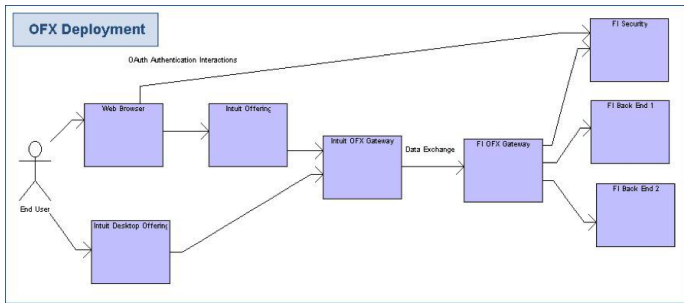 OFX Deployment
FI Security
OAuth Authentication Interactions
Web Browser
Intuit Offering
FI Back End 1
Intuit OFX Gateway
Data Exchange
FI OFX Gateway
FI Back End 2
End User
Intuit Desktop Offering